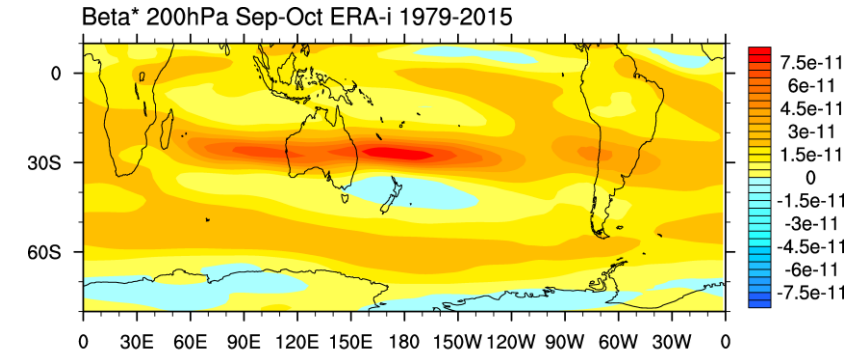 Beta* 200hPa Sep-Oct ERA-i 1979-2015
0
30S
60S
0 30E 60E 90E 120E 150E 180 150W 120W 90W 60W 30W 0
7.5e-11
6e-11
4.5e-11
3e-11
1.5e-11
0
-1.5e-11
-3e-11
-4.5e-11
-6e-11
-7.5e-11